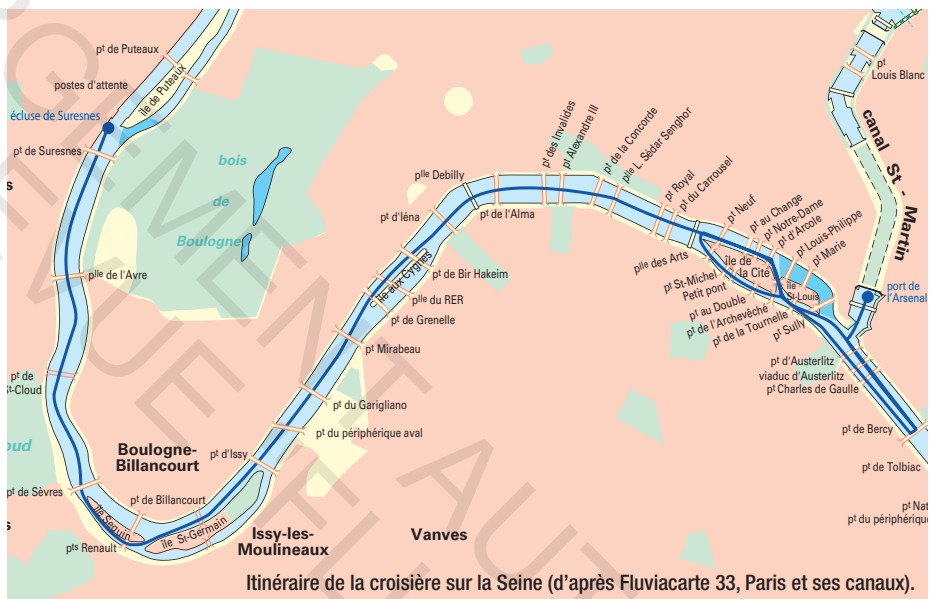 pt de Puteaux
postes d'attente
île de Puteaux
écluse de Suresnes
pt de Suresnes
bois
de
Boulogne
plle de l'Avre
pt de
St-Cloud
oud
pt de Sèvres
Boulogne-
Billancourt
île Seguin
pts Renault
pt de Billancourt
île St-Germain
pt d'Issy
Issy-les-
Moulineaux
Vanves
pt du périphérique aval
pt du Garigliano
pt Mirabeau
pt de Grenelle
plle du RER
île aux Cygnes
pt de Bir Hakeim
pt d'Iéna
plle Debilly
pt de l'Alma
pt des Invalides
pt Alexandre III
pt de la Concorde
plle L. Sédar Senghor
pt Royal
pt du Carrousel
plle des Arts
pt Neuf
pt au Change
pt Notre-Dame
pt d'Arcole
pt Louis-Philippe
pt Marie
île de
la Cité
île
St-Louis
pt St-Michel
Petit pont
pt au Double
pt de l'Archevêché
pt de la Tournelle
pt Sully
pt
Louis Blanc
canal St-
Martin
port de
l'Arsenal
pt d'Austerlitz
viaduc d'Austerlitz
pt Charles de Gaulle
pt de Bercy
pt de Tolbiac
pt Nat
pt du périphérique
Itinéraire de la croisière sur la Seine (d'après Fluviacarte 33, Paris et ses canaux).